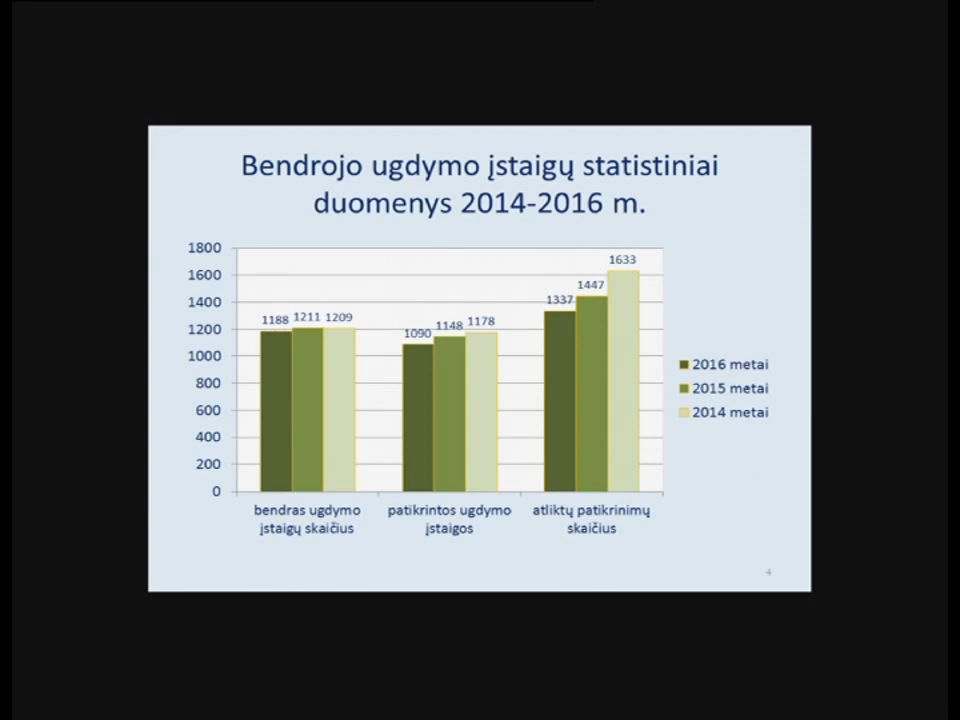 Bendrojo ugdymo įstaigų statistiniai
duomenys 2014-2016 m.
1800
1600
1400
1200
1000
800
600
400
200
0
1188 1211 1209
1090 1148 1178
1337 1447 1633
bendras ugdymo
įstaigų skaičius
patikrintos ugdymo
įstaigos
atliktų patikrinimų
skaičius
2016 metai
2015 metai
2014 metai
4